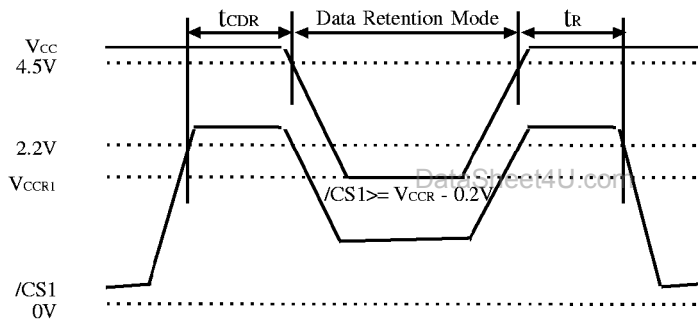 tCDR
Data Retention Mode
tR
VCC
4.5V
2.2V
VCCR1
DataSheet4U.com
/CS1>= VCCR - 0.2V
/CS1
0V